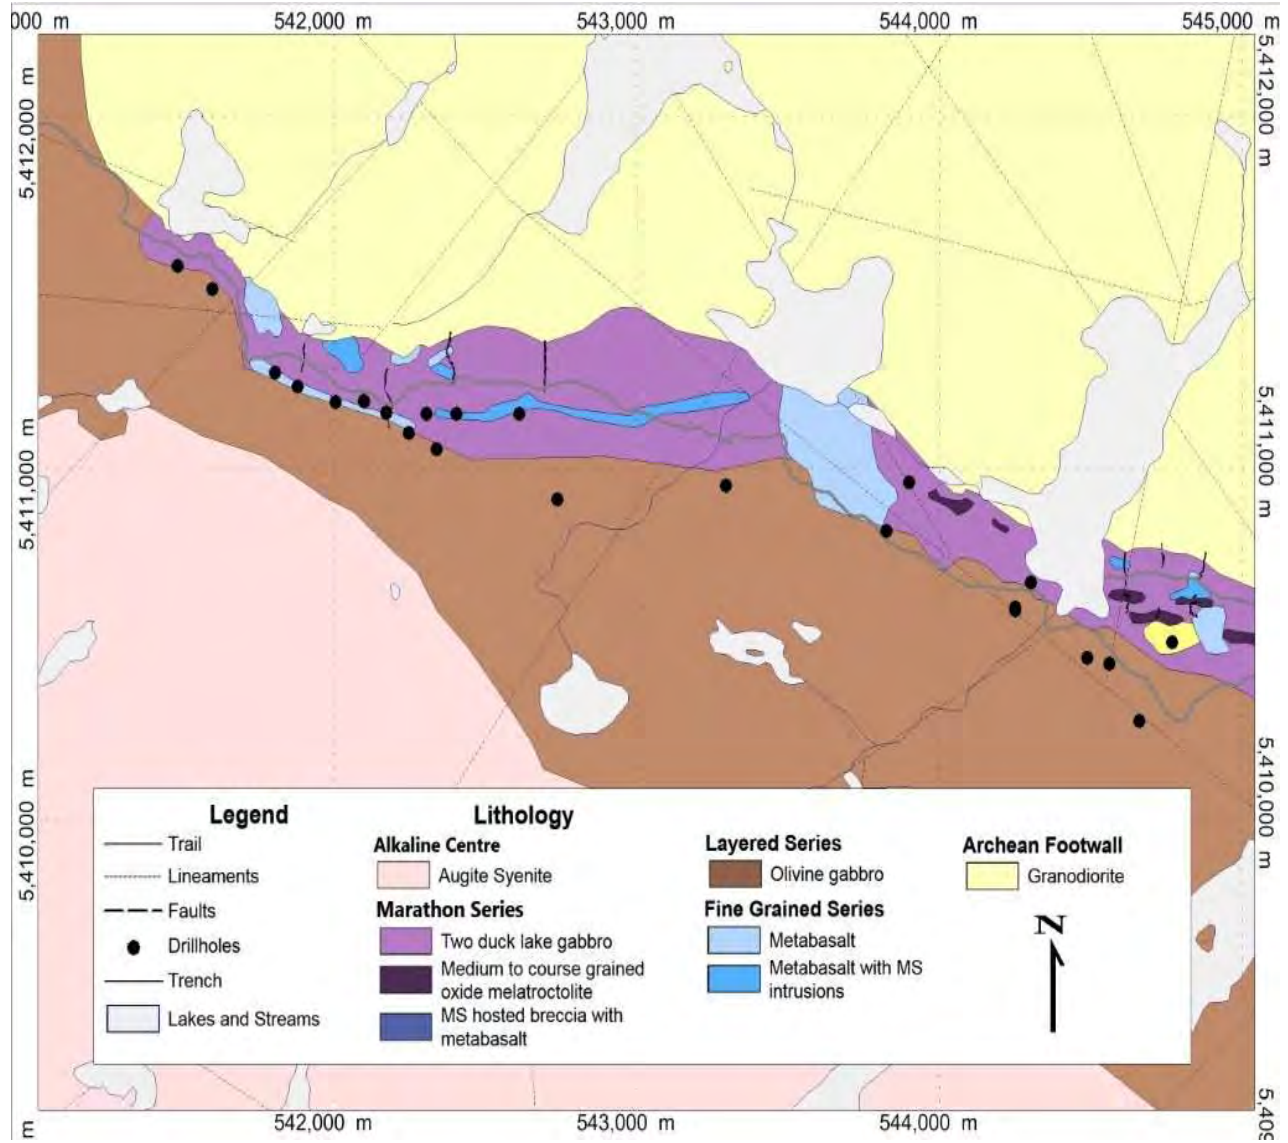 000 m 542,000 m 543,000 m 544,000 m 545,000 m
5,412,000 m
5,412,000 m
5,411,000 m
5,411,000 m
5,410,000 m
5,410,000 m
m
5,409
Legend
Trail
Lineaments
Faults
Drillholes
Trench
Lakes and Streams
Lithology
Alkaline Centre
Augite Syenite
Marathon Series
Two duck lake gabbro
Medium to course grained
oxide melatroctolite
MS hosted breccia with
metabasalt
Layered Series
Olivine gabbro
Fine Grained Series
Metabasalt
Metabasalt with MS
intrusions
Archean Footwall
Granodiorite
N
542,000 m 543,000 m 544,000 m